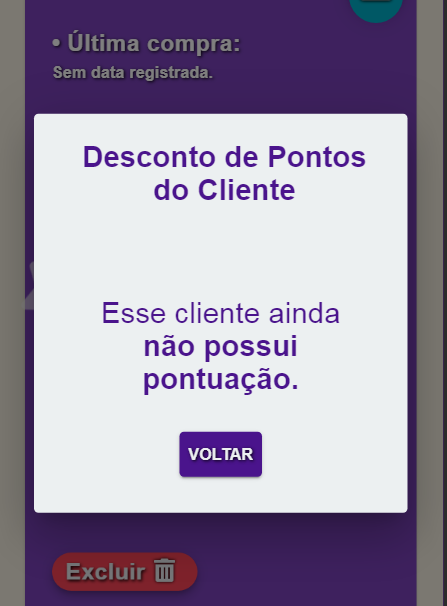 • Última compra:
Sem data registrada.
Desconto de Pontos
do Cliente
Esse cliente ainda
não possui
pontuação.
VOLTAR
Excluir